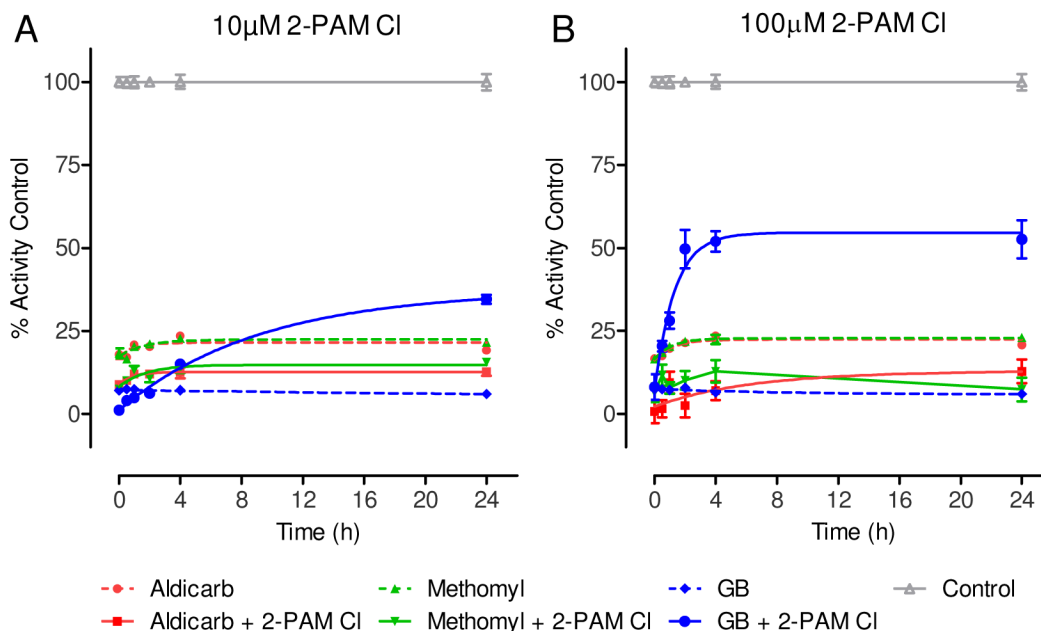 A
10µM 2-PAM Cl
B
100µM 2-PAM Cl
% Activity Control
100
75
50
25
0
0 4 8 12 16 20 24
Time (h)
% Activity Control
100
75
50
25
0
0 4 8 12 16 20 24
Time (h)
Aldicarb Methomyl GB Control
Aldicarb + 2-PAM Cl Methomyl + 2-PAM Cl GB + 2-PAM Cl